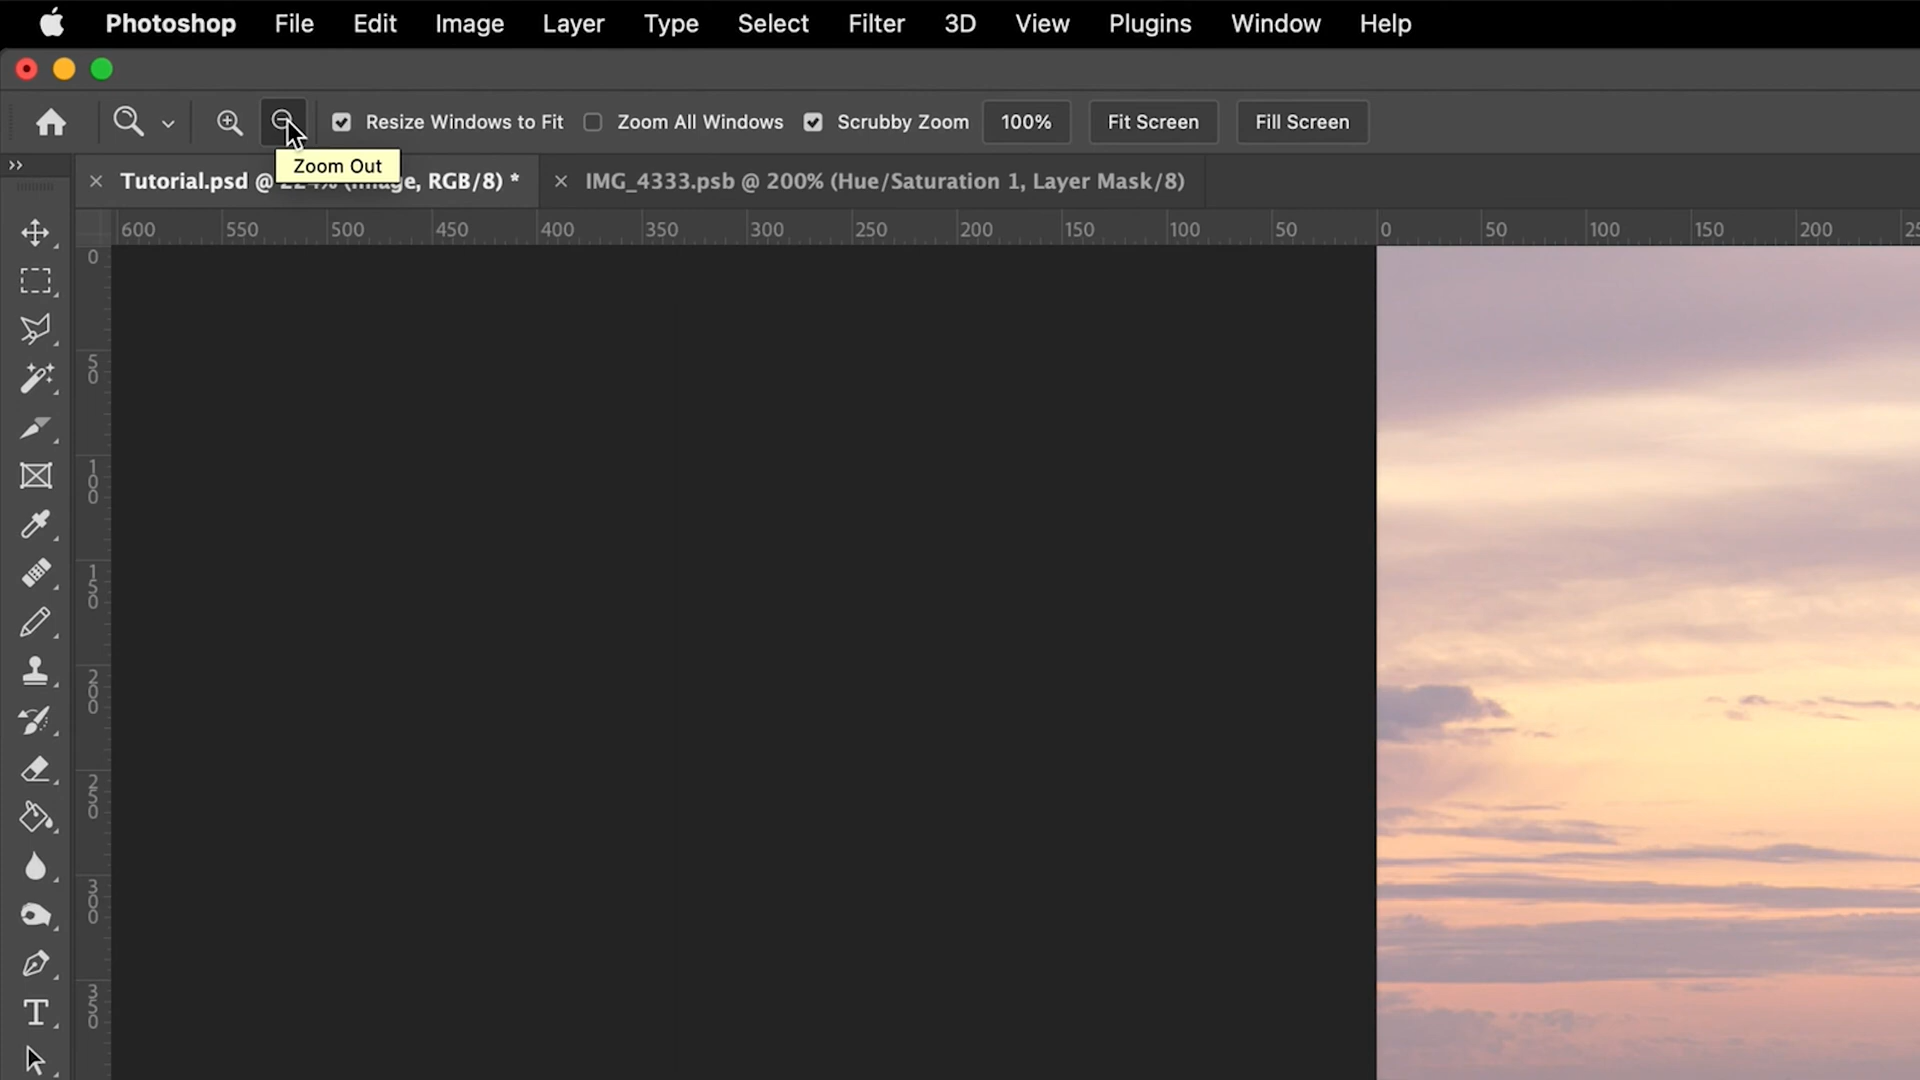 Photoshop File Edit Image Layer Type Select Filter 3D View Plugins Window Help
Resize Windows to Fit Zoom All Windows Scrubby Zoom 100% Fit Screen Fill Screen
Zoom Out
Tutorial.psd @ RGB/8) * IMG_4333.psb @ 200% (Hue/Saturation 1, Layer Mask/8)
600 550 500 450 400 350 300 250 200 150 100 50 0 50 100 150 200
0
50
100
150
200
250
300
350